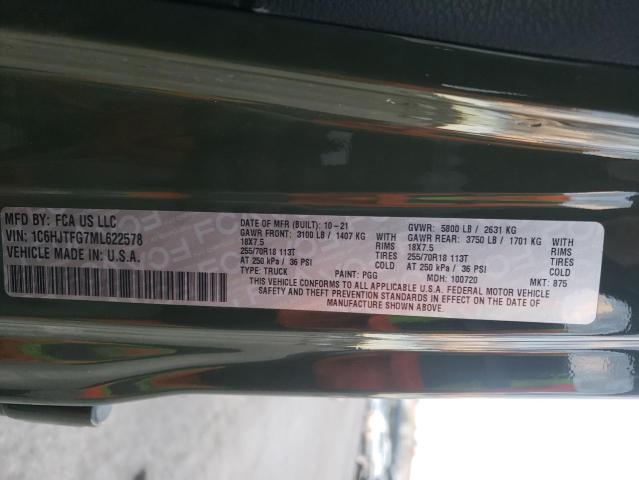 MFD BY: FCA US LLC
VIN: 1C6HJTFG7ML622578
VEHICLE MADE IN: U.S.A.
DATE OF MFR (BUILT): 10-21
GAWR FRONT: 3100 LB / 1407 KG
WITH
18X7.5
RIMS
255/70R18 113T
TIRES
AT 250 kPa / 36 PSI
COLD
TYPE: TRUCK
PAINT: PGG
GVWR: 5800 LB / 2631 KG
GAWR REAR: 3750 LB / 1701 KG
WITH
18X7.5
RIMS
255/70R18 113T
TIRES
AT 250 kPa / 36 PSI
COLD
MDH: 100720
MKT: 875
THIS VEHICLE CONFORMS TO ALL APPLICABLE U.S.A. FEDERAL MOTOR VEHICLE
SAFETY AND THEFT PREVENTION STANDARDS IN EFFECT ON THE DATE OF
MANUFACTURE SHOWN ABOVE.